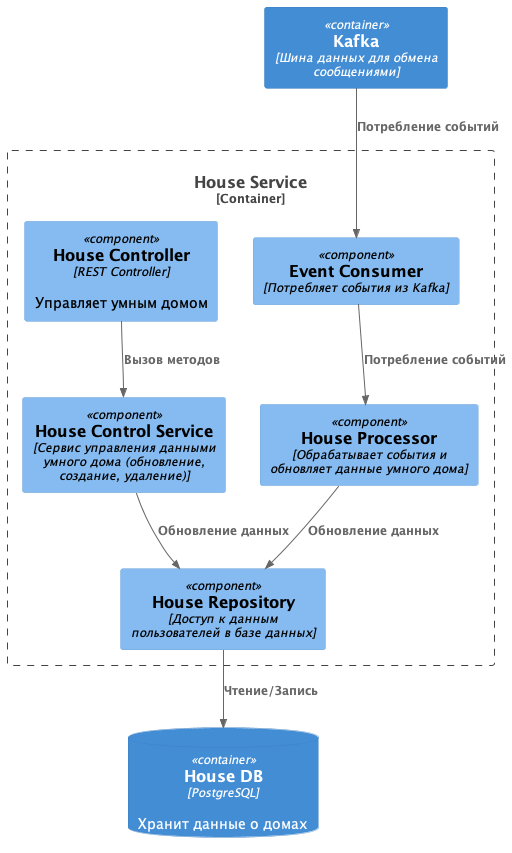 «container»
Kafka
[Шина данных для обмена
сообщениями]
Потребление событий
House Service
[Container]
«component»
House Controller
[REST Controller]
Управляет умным домом
«component»
Event Consumer
[Потребляет события из Kafka]
Вызов методов
Потребление событий
«component»
House Control Service
[Сервис управления данными
умного дома (обновление,
создание, удаление)]
«component»
House Processor
[Обрабатывает события и
обновляет данные умного дома]
Обновление данных
Обновление данных
«component»
House Repository
[Доступ к данным
пользователей в базе данных]
Чтение/Запись
«container»
House DB
[PostgreSQL]
Хранит данные о домах